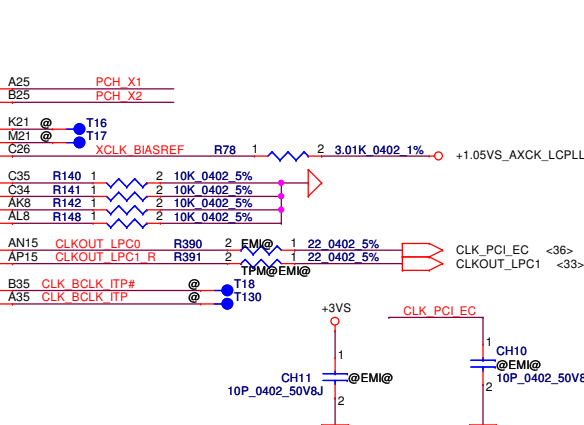 A25 PCH_X1
B25 PCH_X2
K21 @ T16
M21 @ T17
C26 XCLK_BIASREF R78 1 2 3.01K_0402_1% +1.05VS_AXCK_LCPLL
C35 R140 1 2 10K_0402_5%
C34 R141 1 2 10K_0402_5%
AK8 R142 1 2 10K_0402_5%
AL8 R148 1 2 10K_0402_5%
AN15 CLKOUT_LPC0 R390 2 EMI@ 1 22_0402_5% CLK_PCI_EC <36>
AP15 CLKOUT_LPC1_R R391 2 1 22_0402_5% CLKOUT_LPC1 <33>
TPM@EMI@
B35 CLK_BCLK_ITP# @ T18
A35 CLK_BCLK_ITP @ T130
+3VS CLK_PCI_EC
1 1
CH10
CH11 @EMI@ @EMI@
10P_0402_50V8J 10P_0402_50V8
2 2